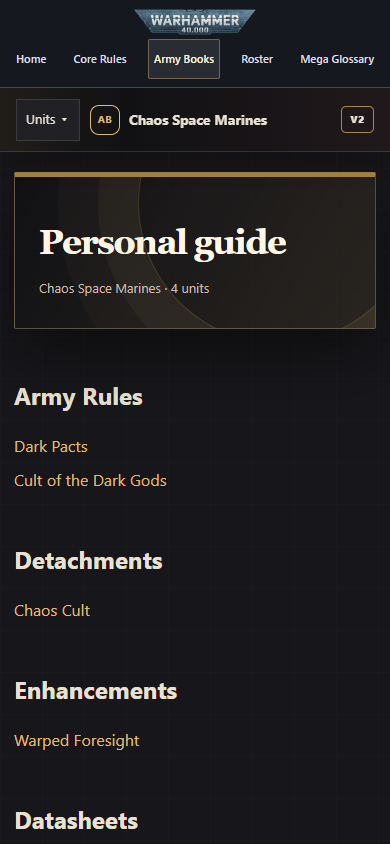 WARHAMMER
40,000
Home Core Rules Army Books Roster Mega Glossary
Units AB Chaos Space Marines V2
Personal guide
Chaos Space Marines · 4 units
Army Rules
Dark Pacts
Cult of the Dark Gods
Detachments
Chaos Cult
Enhancements
Warped Foresight
Datasheets